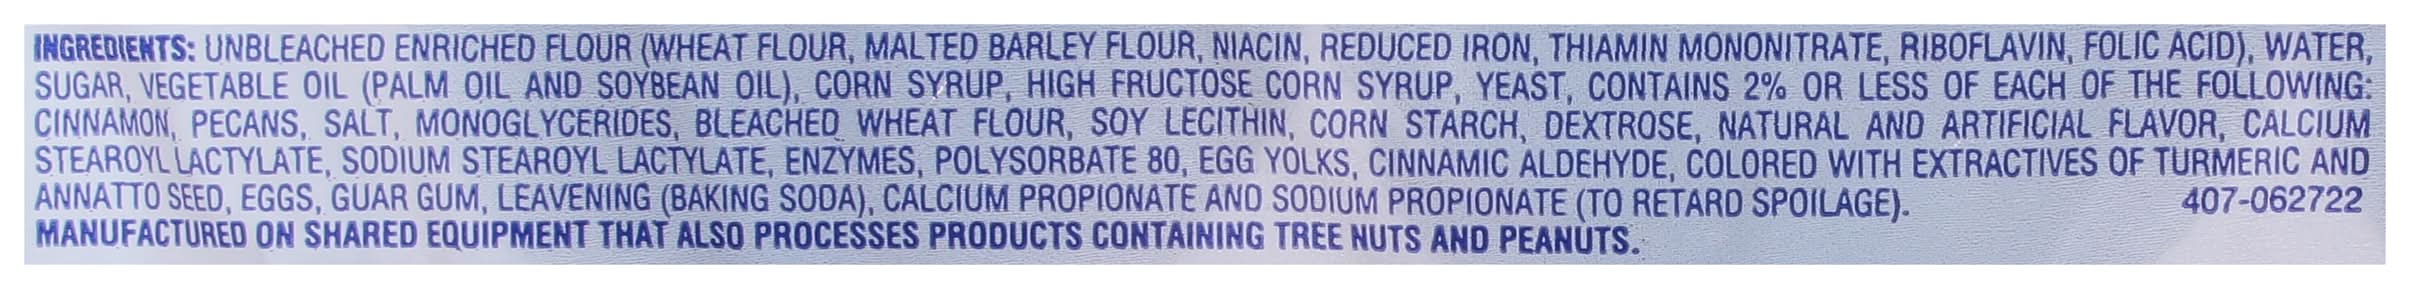 INGREDIENTS: UNBLEACHED ENRICHED FLOUR (WHEAT FLOUR, MALTED BARLEY FLOUR, NIACIN, REDUCED IRON, THIAMIN MONONITRATE, RIBOFLAVIN, FOLIC ACID), WATER,
SUGAR, VEGETABLE OIL (PALM OIL AND SOYBEAN OIL), CORN SYRUP, HIGH FRUCTOSE CORN SYRUP, YEAST, CONTAINS 2% OR LESS OF EACH OF THE FOLLOWING:
CINNAMON, PECANS, SALT, MONOGLYCERIDES, BLEACHED WHEAT FLOUR, SOY LECITHIN, CORN STARCH, DEXTROSE, NATURAL AND ARTIFICIAL FLAVOR, CALCIUM
STEAROYL LACTYLATE, SODIUM STEAROYL LACTYLATE, ENZYMES, POLYSORBATE 80, EGG YOLKS, CINNAMIC ALDEHYDE, COLORED WITH EXTRACTIVES OF TURMERIC AND
ANNATTO SEED, EGGS, GUAR GUM, LEAVENING (BAKING SODA), CALCIUM PROPIONATE AND SODIUM PROPIONATE (TO RETARD SPOILAGE). 407-062722
MANUFACTURED ON SHARED EQUIPMENT THAT ALSO PROCESSES PRODUCTS CONTAINING TREE NUTS AND PEANUTS.